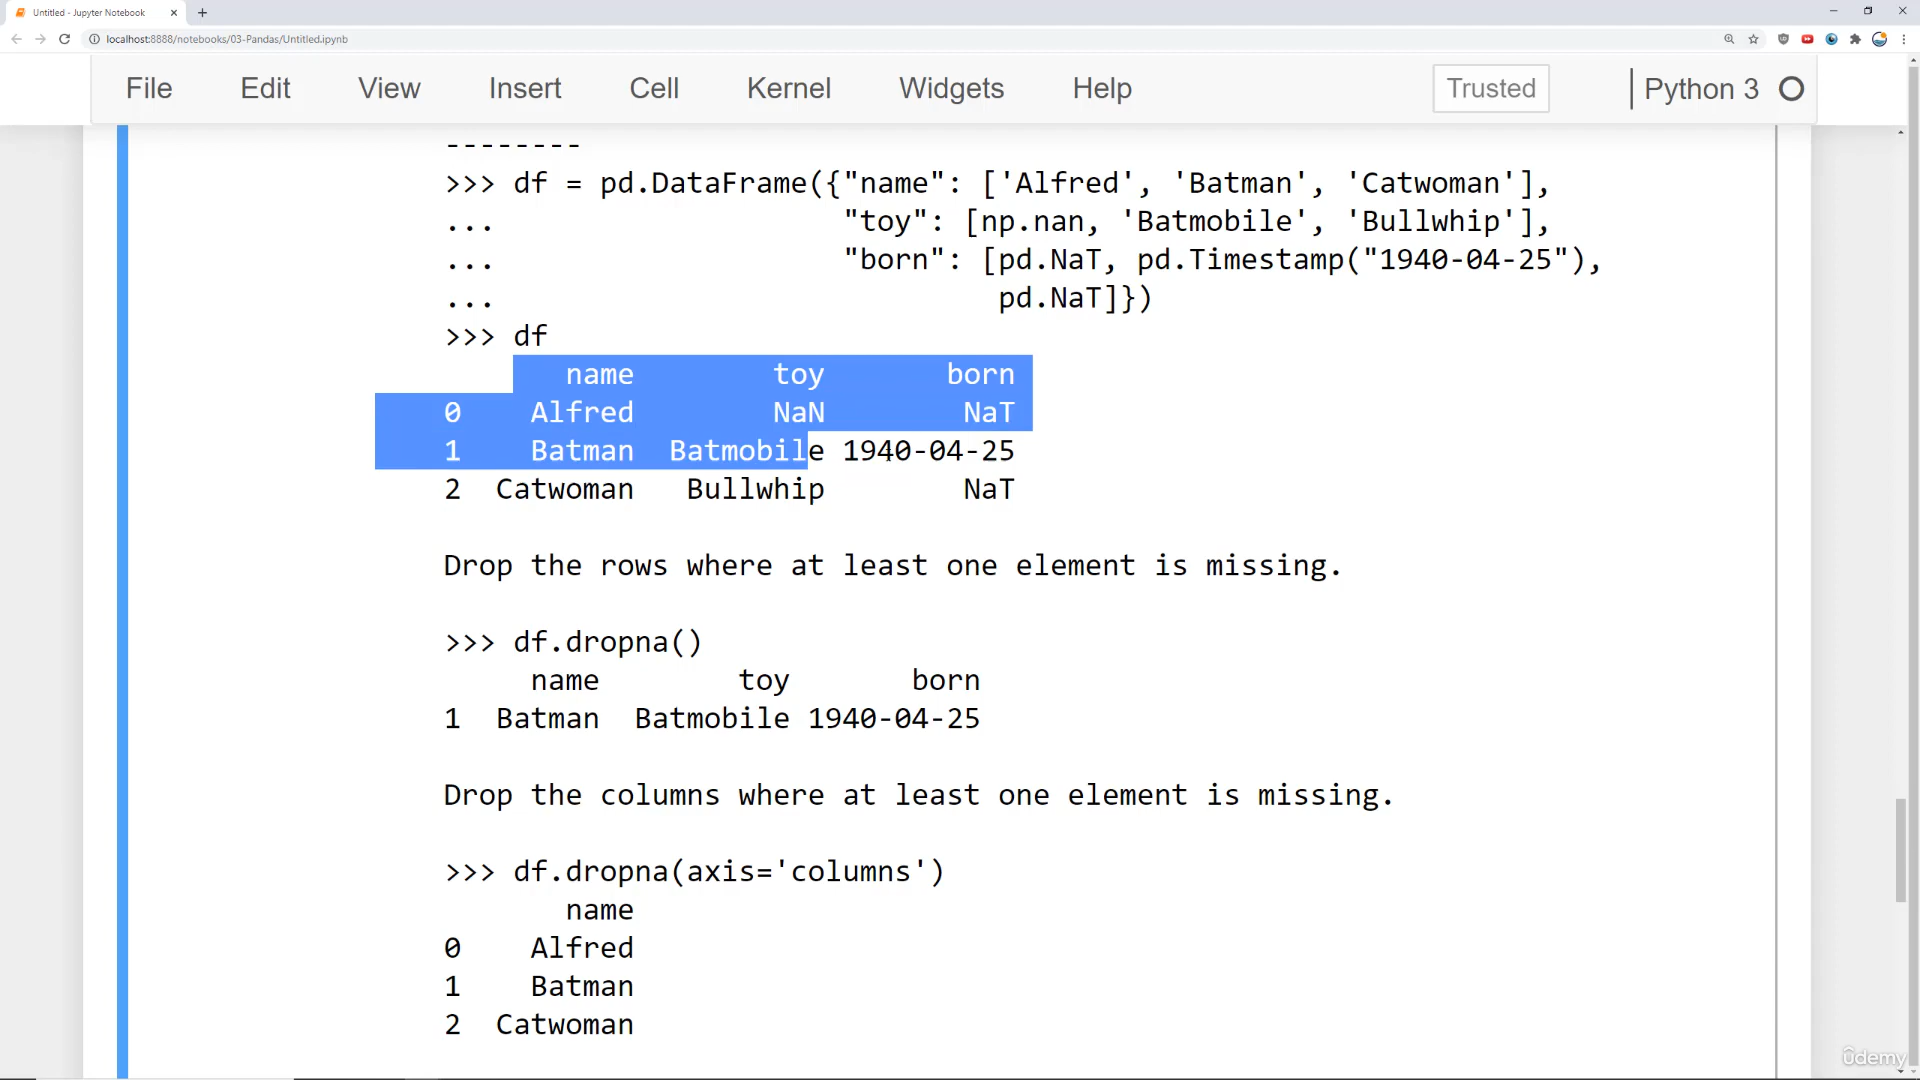 Untitled - Jupyter Notebook
localhost:8888/notebooks/03-Pandas/Untitled.ipynb
File Edit View Insert Cell Kernel Widgets Help Trusted Python 3
--------
>>> df = pd.DataFrame({"name": ['Alfred', 'Batman', 'Catwoman'],
...                    "toy": [np.nan, 'Batmobile', 'Bullwhip'],
...                    "born": [pd.NaT, pd.Timestamp("1940-04-25"),
...                             pd.NaT]})
>>> df
       name        toy       born
0    Alfred        NaN        NaT
1    Batman  Batmobile 1940-04-25
2  Catwoman   Bullwhip        NaT
Drop the rows where at least one element is missing.
>>> df.dropna()
     name        toy       born
1  Batman  Batmobile 1940-04-25
Drop the columns where at least one element is missing.
>>> df.dropna(axis='columns')
       name
0    Alfred
1    Batman
2  Catwoman
udemy